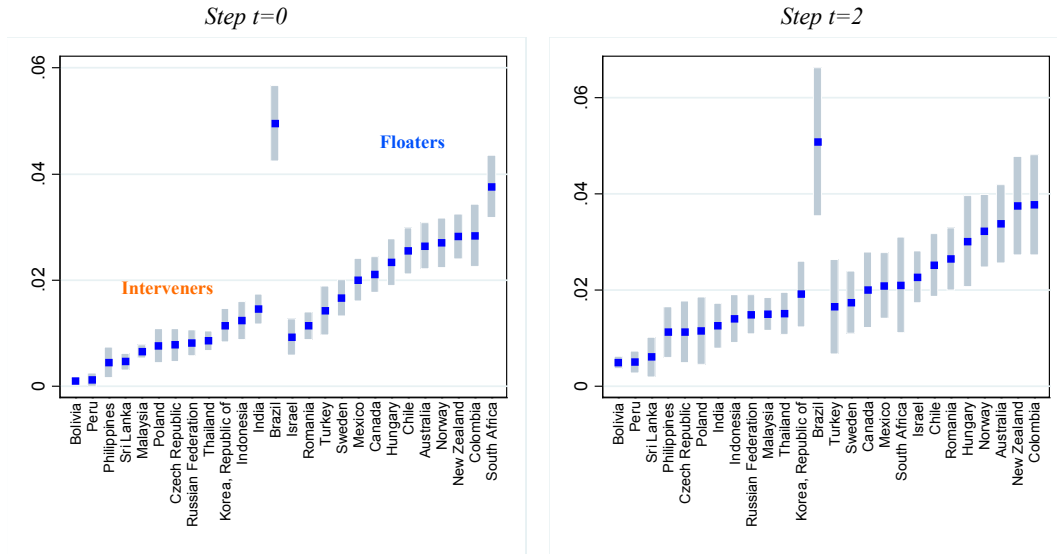 Step t=0
.06
.04
.02
0
Interveners
Floaters
Bolivia
Peru
Philippines
Sri Lanka
Malaysia
Poland
Czech Republic
Russian Federation
Thailand
Korea, Republic of
Indonesia
India
Brazil
Israel
Romania
Turkey
Sweden
Mexico
Canada
Hungary
Chile
Australia
Norway
New Zealand
Colombia
South Africa
Step t=2
.06
.04
.02
0
Bolivia
Peru
Sri Lanka
Philippines
Czech Republic
Poland
India
Indonesia
Russian Federation
Malaysia
Thailand
Korea, Republic of
Brazil
Turkey
Sweden
Canada
Mexico
South Africa
Israel
Chile
Romania
Hungary
Norway
Australia
New Zealand
Colombia